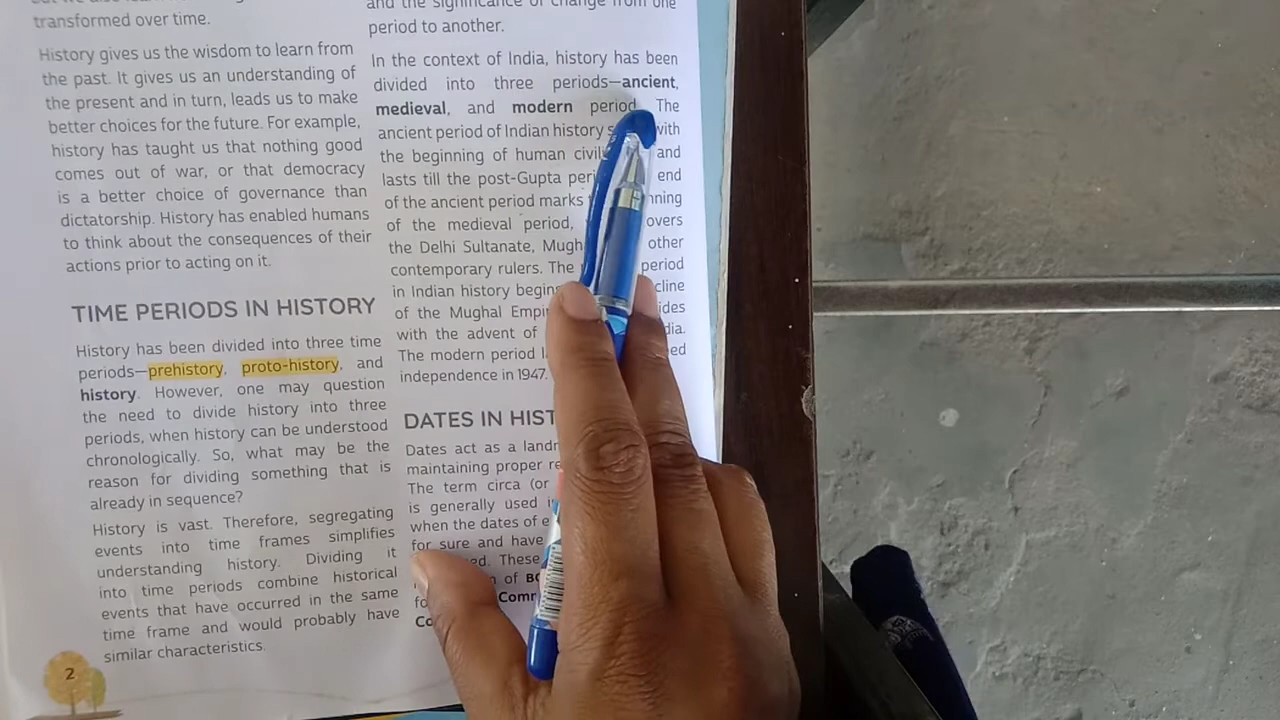 transformed over time.
History gives us the wisdom to learn from
the past. It gives us an understanding of
the present and in turn, leads us to make
better choices for the future. For example,
history has taught us that nothing good
comes out of war, or that democracy
is a better choice of governance than
dictatorship. History has enabled humans
to think about the consequences of their
actions prior to acting on it.
TIME PERIODS IN HISTORY
History has been divided into three time
periods—prehistory, proto-history, and
history. However, one may question
the need to divide history into three
periods, when history can be understood
chronologically. So, what may be the
reason for dividing something that is
already in sequence?
History is vast. Therefore, segregating
events into time frames simplifies
understanding history. Dividing it
into time periods combine historical
events that have occurred in the same
time frame and would probably have
similar characteristics.
2
and the significance of change from one
period to another.
In the context of India, history has been
divided into three periods—ancient,
medieval, and modern period. The
ancient period of Indian history with
the beginning of human and
lasts till the post-Gupta end
of the ancient period marks
of the medieval period,
the Delhi Sultanate, other
contemporary rulers. The period
in Indian history begins
of the Mughal
with the advent of
The modern period
independence in 1947.
DATES IN
Dates act as a
maintaining proper
The term circa (or
is generally used
when the dates of
for sure and have
These
of